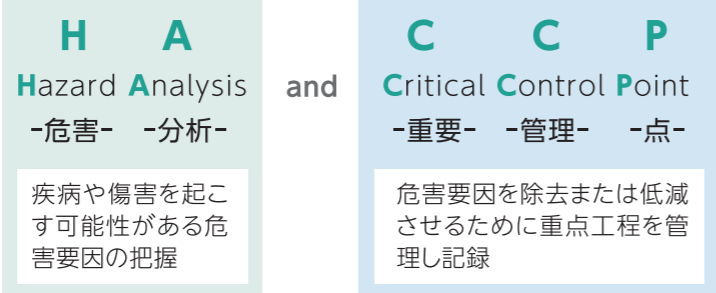 H A and C C P
Hazard Analysis Critical Control Point
-危害- -分析- -重要- -管理- -点-
疾病や傷害を起こ
す可能性がある危
害要因の把握
危害要因を除去または低減
させるために重点工程を管
理し記録